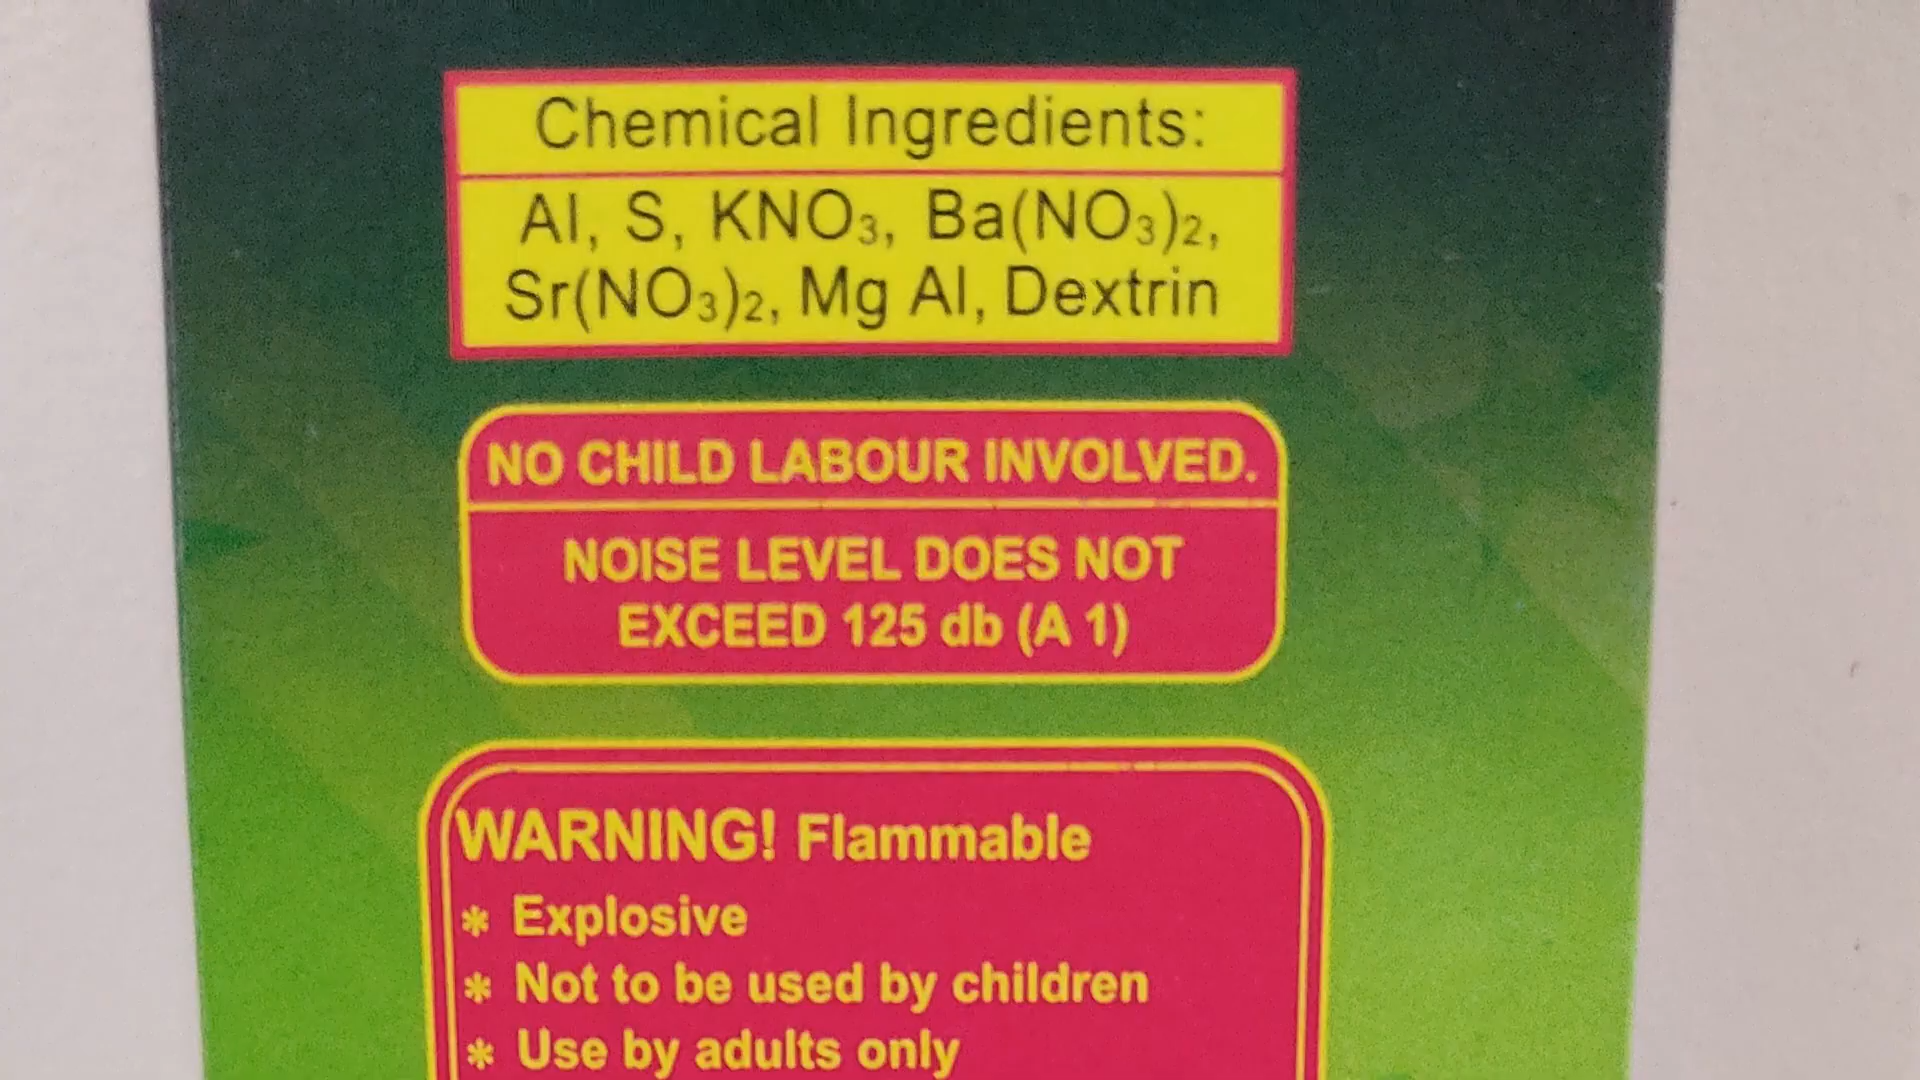 Chemical Ingredients:
Al, S, KNO₃, Ba(NO₃)₂,
Sr(NO₃)₂, Mg Al, Dextrin
NO CHILD LABOUR INVOLVED.
NOISE LEVEL DOES NOT
EXCEED 125 db (A 1)
WARNING! Flammable
* Explosive
* Not to be used by children
* Use by adults only